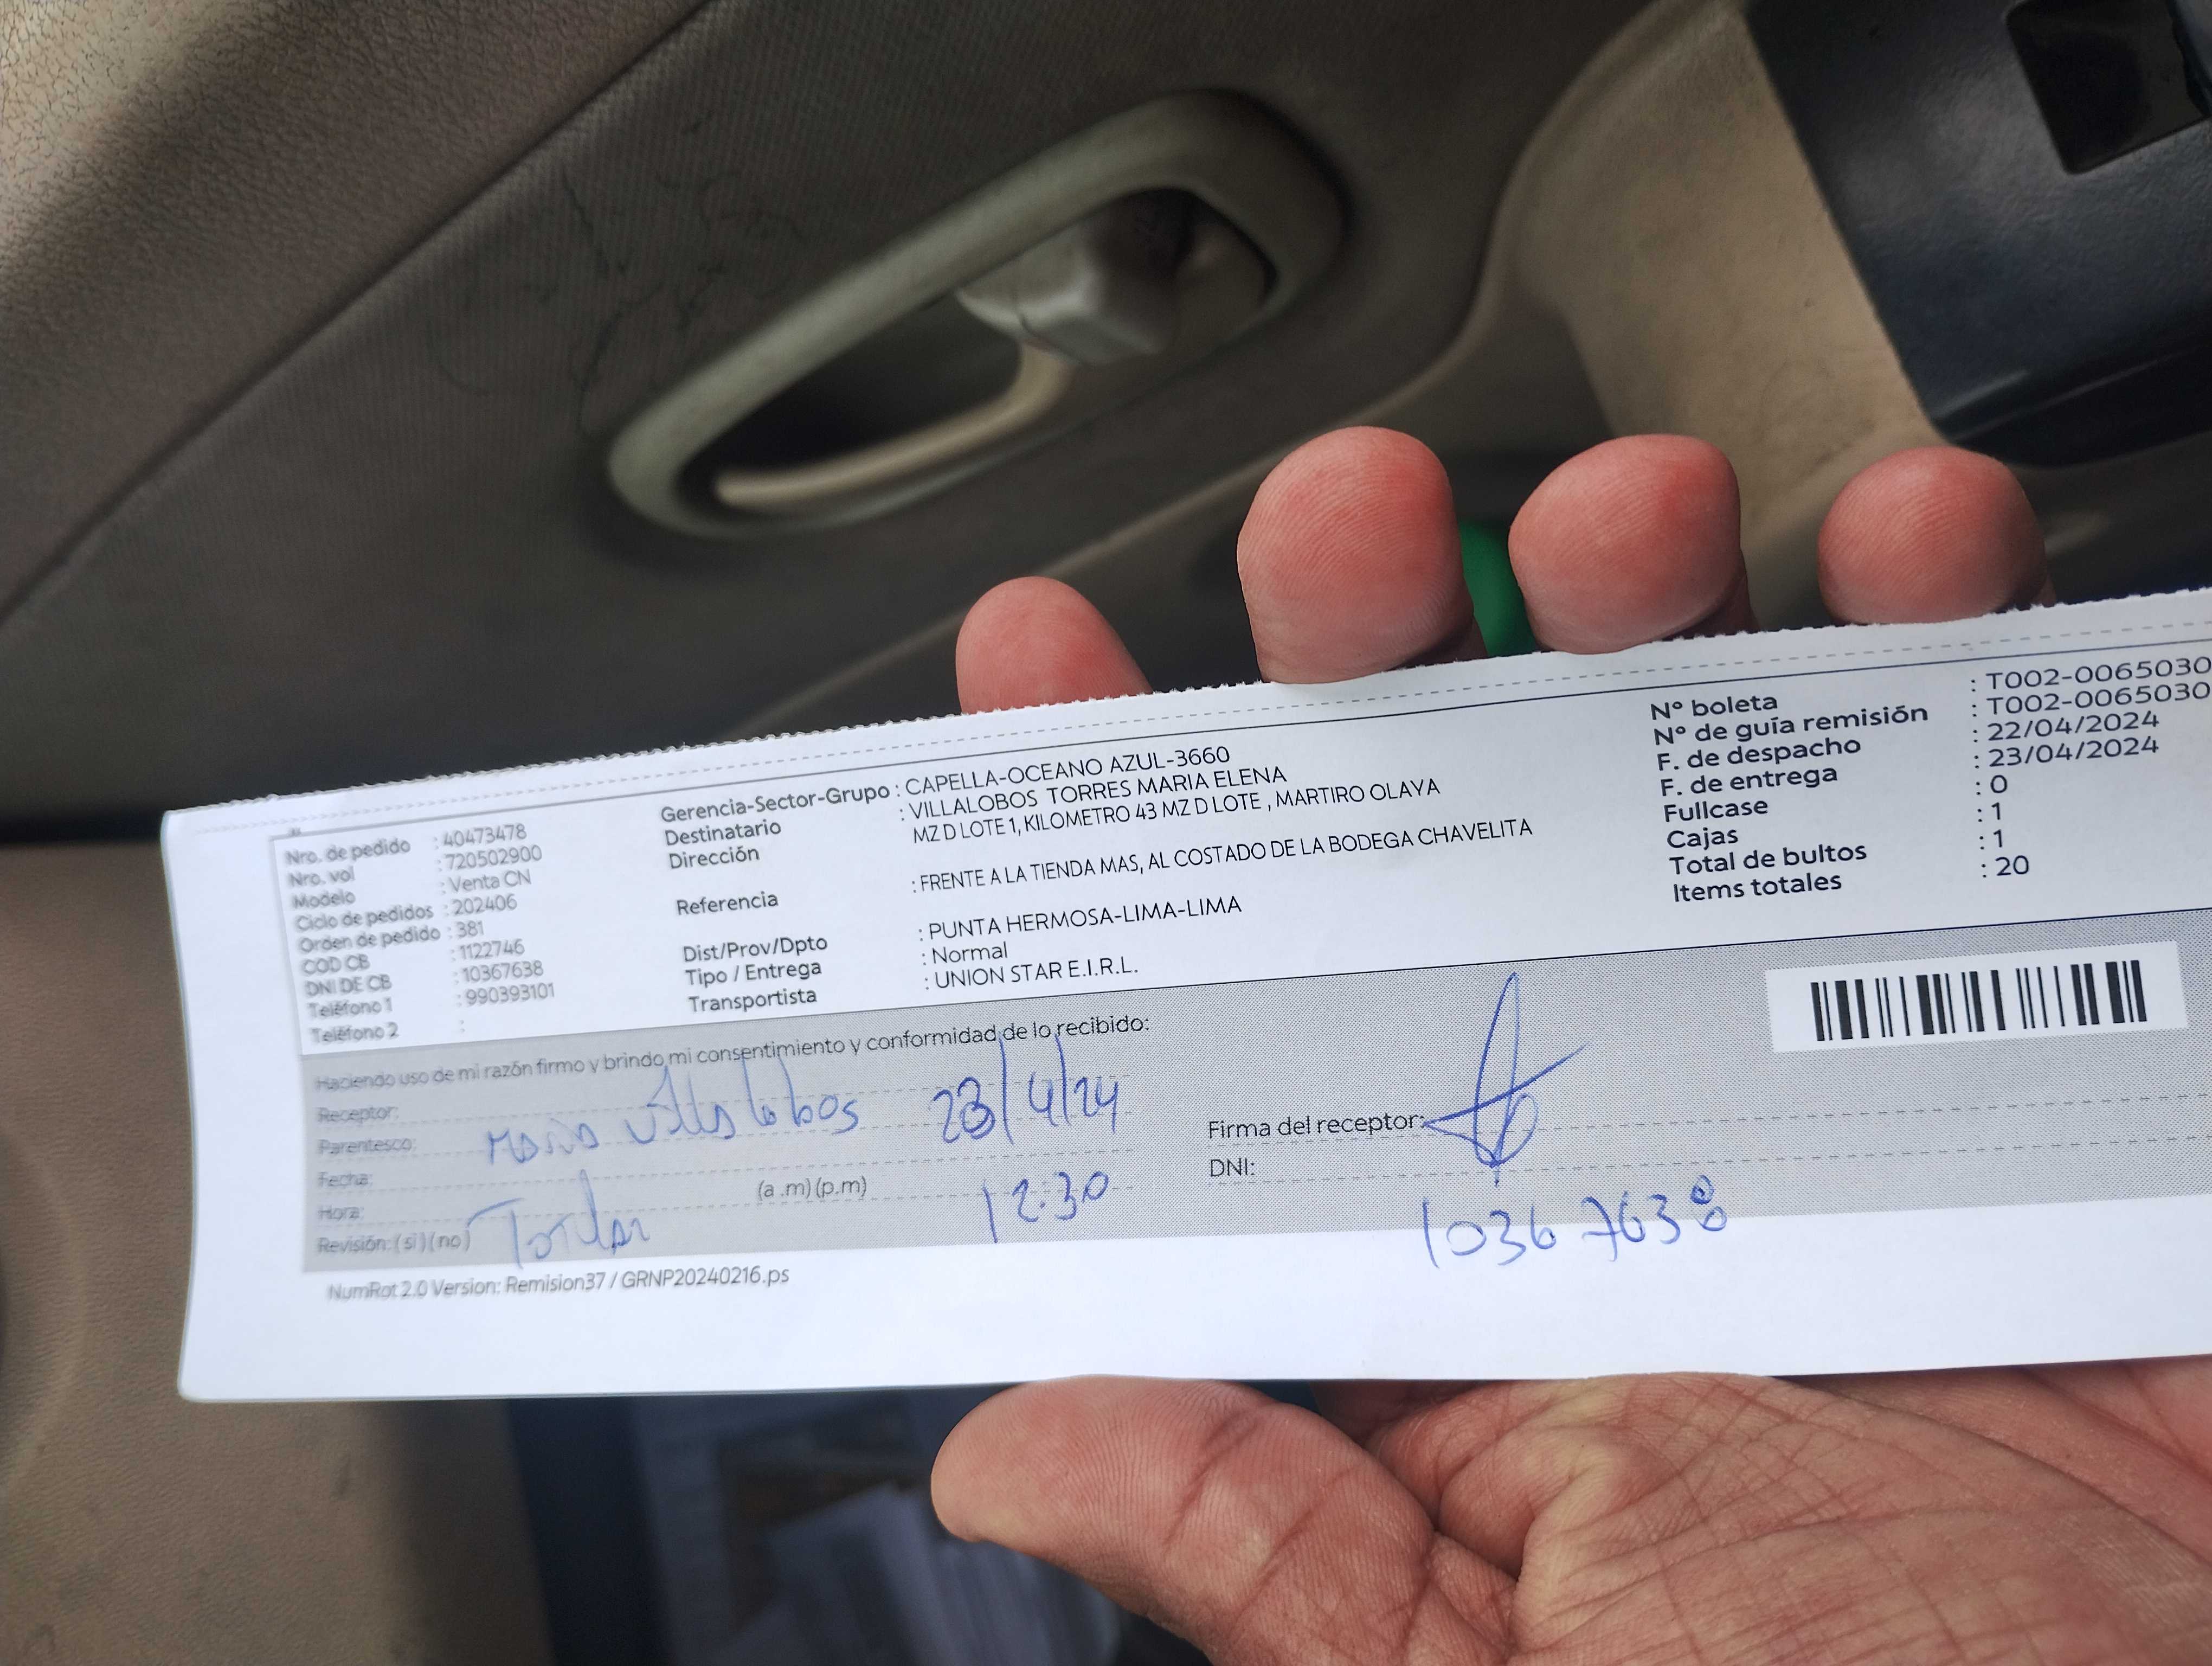 Nro. de pedido : 40473478
Nro. vol : 720502900
Modelo : Venta CN
Ciclo de pedidos : 202406
Orden de pedido : 381
COD CB : 1122746
DNI DE CB : 10367638
Teléfono 1 : 990393101
Teléfono 2 :
Gerencia-Sector-Grupo : CAPELLA-OCEANO AZUL-3660
Destinatario : VILLALOBOS TORRES MARIA ELENA
Dirección MZ D LOTE 1, KILOMETRO 43 MZ D LOTE , MARTIRO OLAYA
Referencia : FRENTE A LA TIENDA MAS, AL COSTADO DE LA BODEGA CHAVELITA
Dist/Prov/Dpto : PUNTA HERMOSA-LIMA-LIMA
Tipo / Entrega : Normal
Transportista : UNION STAR E.I.R.L.
N° boleta : T002-0065030
N° de guía remisión : T002-0065030
F. de despacho : 22/04/2024
F. de entrega : 23/04/2024
Fullcase : 0
Cajas : 1
Total de bultos : 1
Items totales : 20
Haciendo uso de mi razón firmo y brindo mi consentimiento y conformidad de lo recibido:
Receptor:
Parentesco: Maria Villalobos 23/4/24
Fecha:
Hora: (a .m) (p.m) 12:30
Revisión: (si) (no)
Firma del receptor:
DNI:
10367638
NumRot 2.0 Version: Remision37 / GRNP20240216.ps